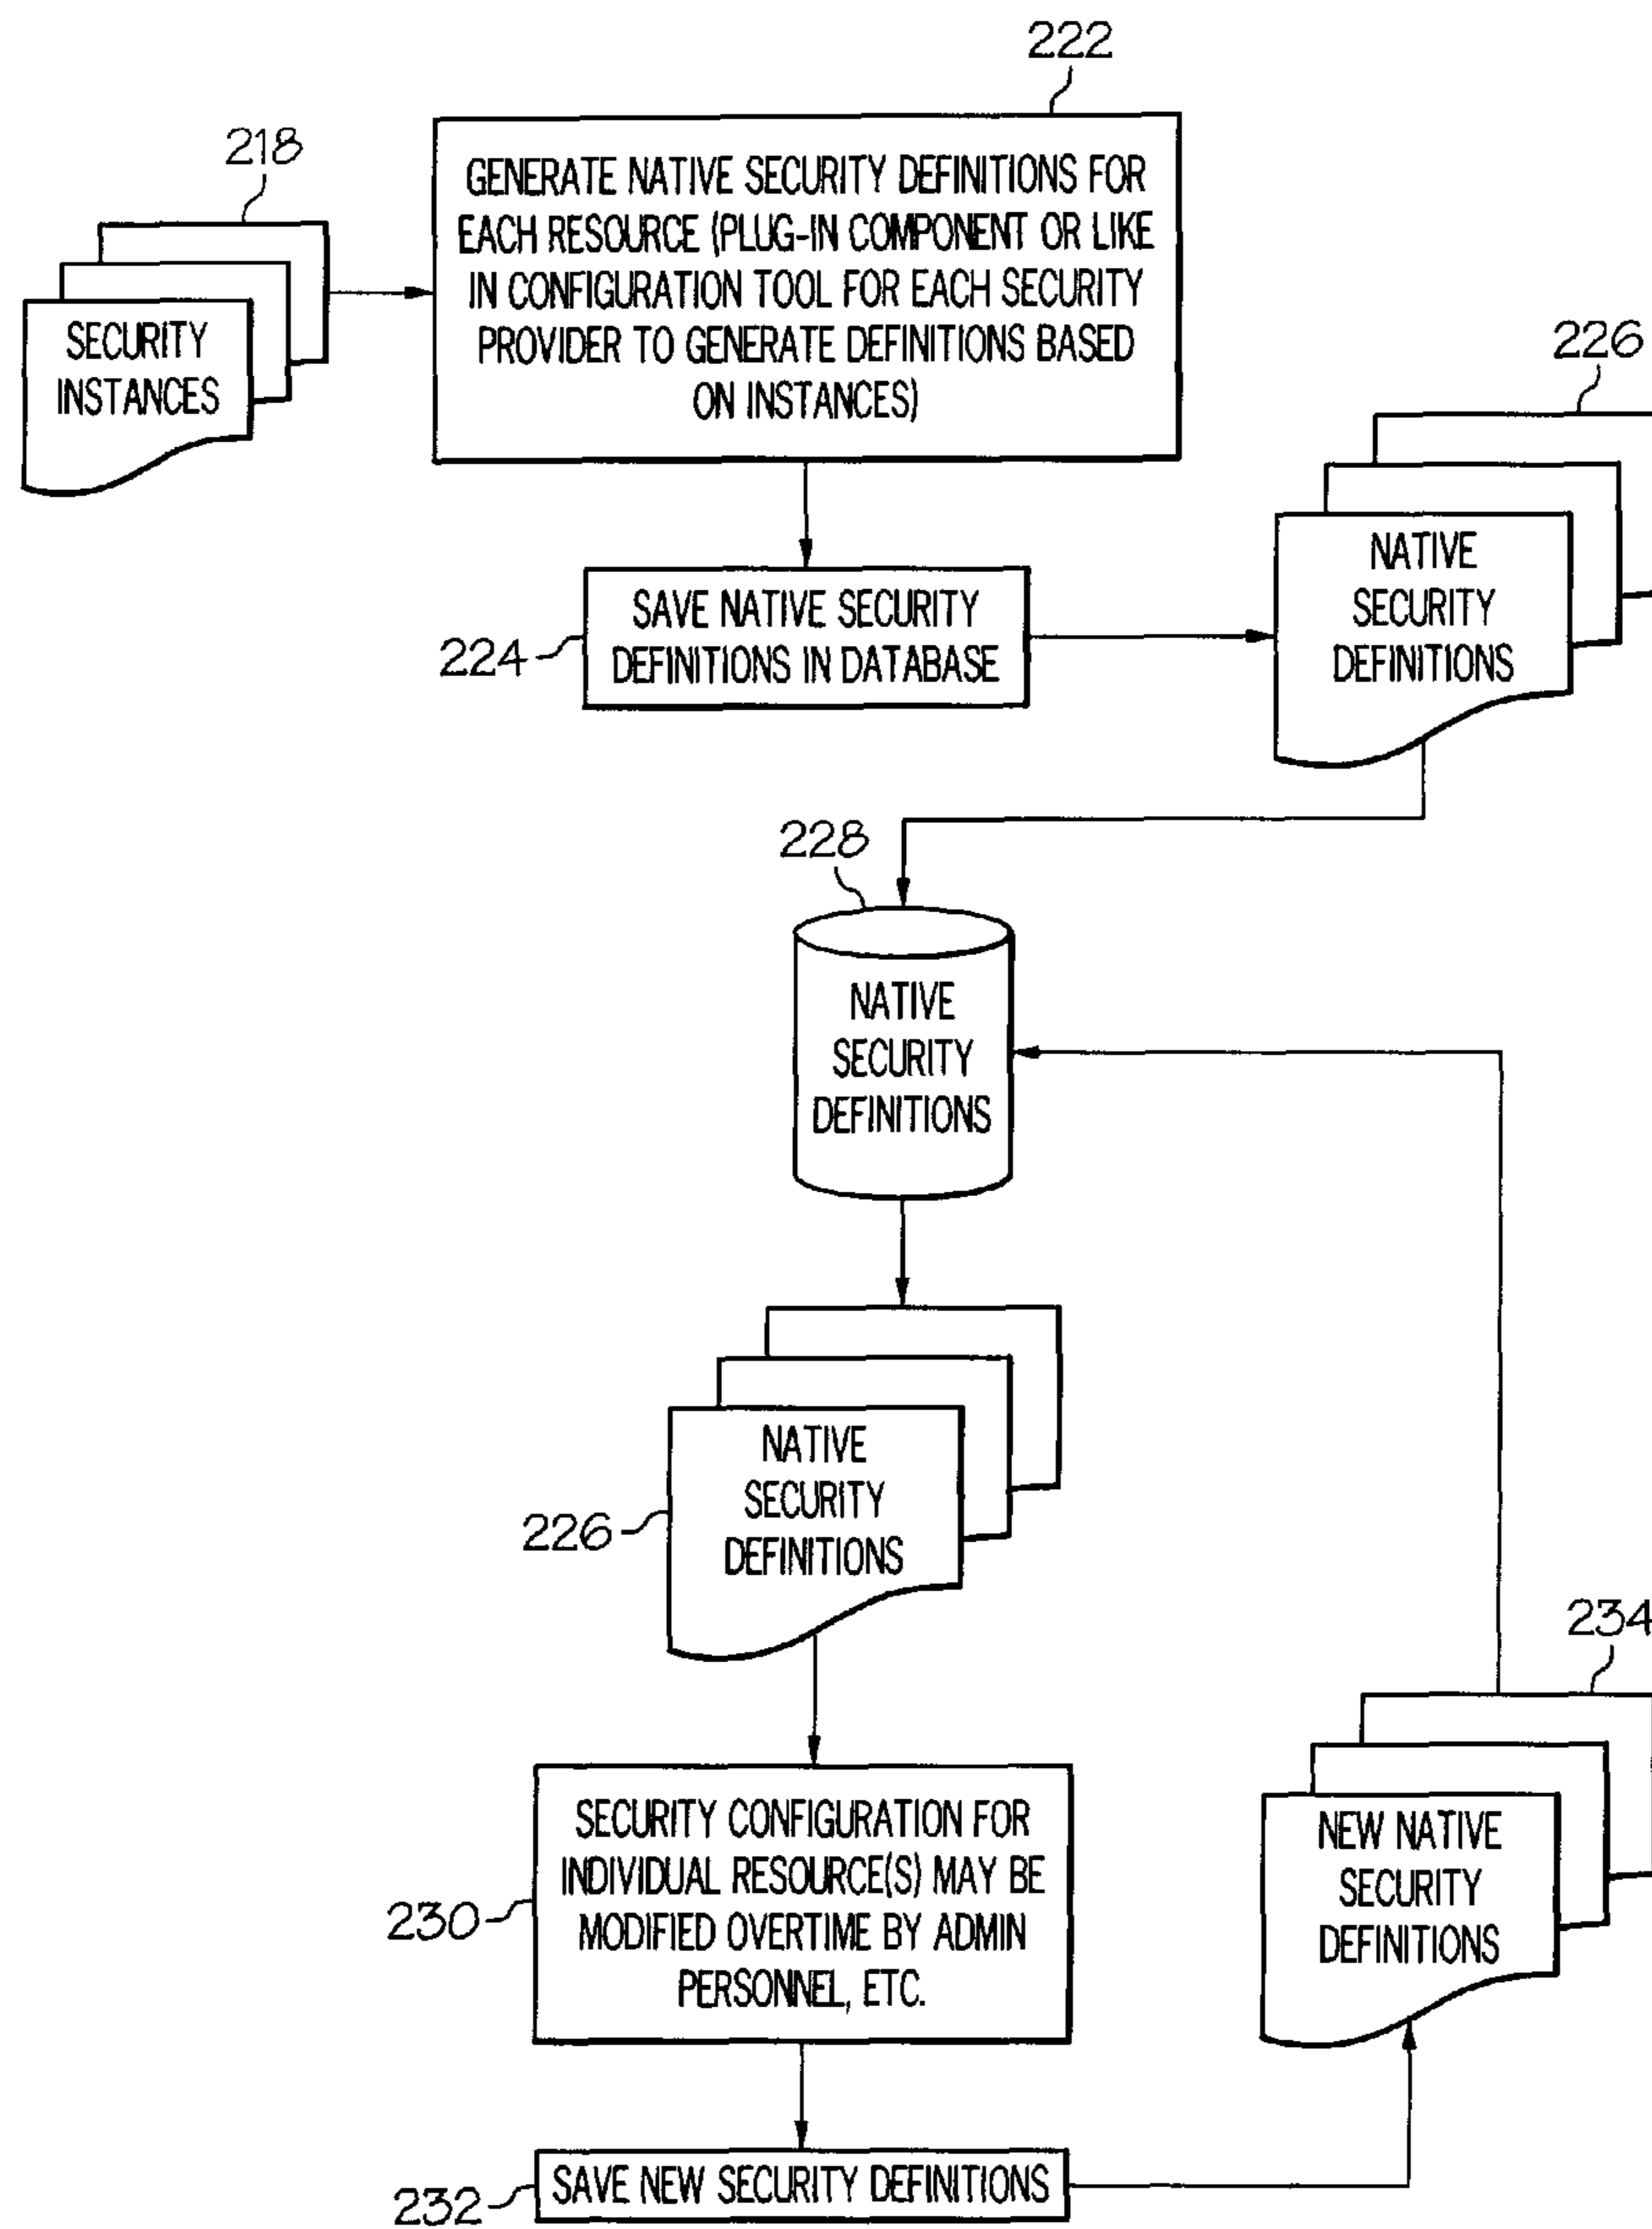 222
218
GENERATE NATIVE SECURITY DEFINITIONS FOR
EACH RESOURCE (PLUG-IN COMPONENT OR LIKE
IN CONFIGURATION TOOL FOR EACH SECURITY
PROVIDER TO GENERATE DEFINITIONS BASED
ON INSTANCES)
SECURITY
INSTANCES
226
NATIVE
SECURITY
DEFINITIONS
224
SAVE NATIVE SECURITY
DEFINITIONS IN DATABASE
228
NATIVE
SECURITY
DEFINITIONS
226
NATIVE
SECURITY
DEFINITIONS
234
NEW NATIVE
SECURITY
DEFINITIONS
230
SECURITY CONFIGURATION FOR
INDIVIDUAL RESOURCE(S) MAY BE
MODIFIED OVERTIME BY ADMIN
PERSONNEL, ETC.
232
SAVE NEW SECURITY DEFINITIONS